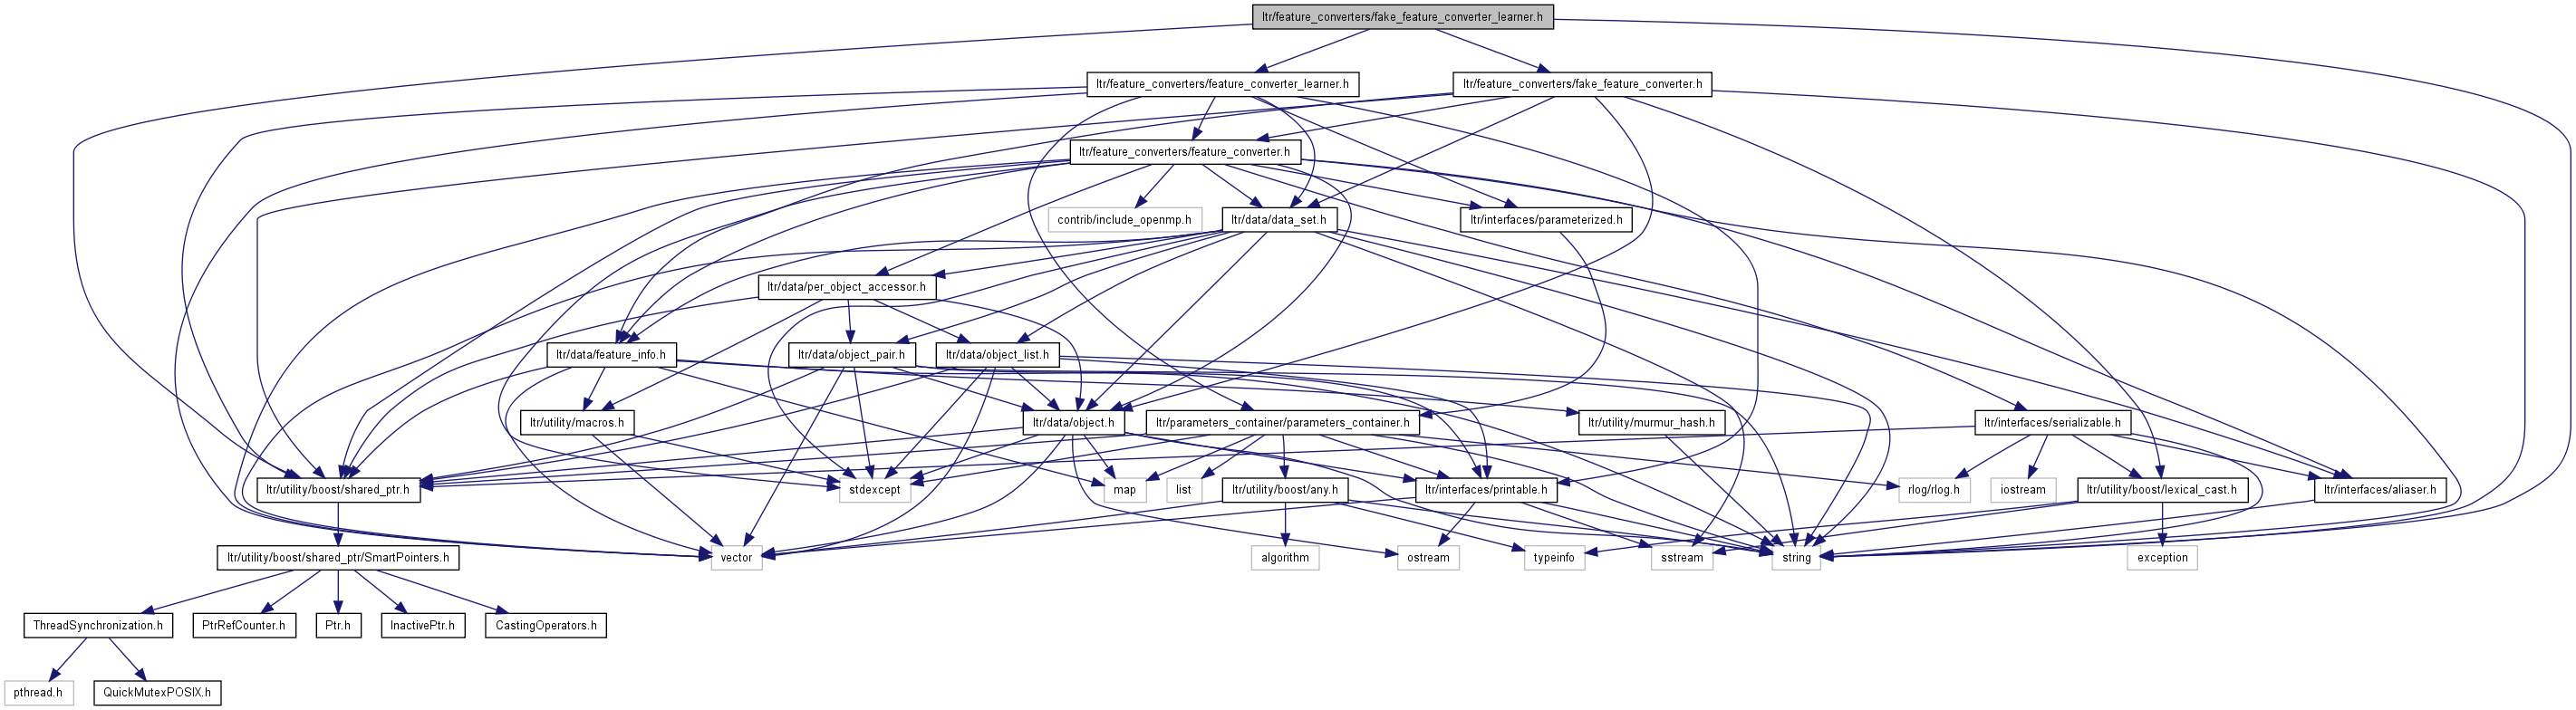 ltr/feature_converters/fake_feature_converter_learner.h
ltr/feature_converters/feature_converter_learner.h
ltr/feature_converters/fake_feature_converter.h
ltr/feature_converters/feature_converter.h
contrib/include_openmp.h
ltr/data/data_set.h
ltr/interfaces/parameterized.h
ltr/data/per_object_accessor.h
ltr/data/feature_info.h
ltr/data/object_pair.h
ltr/data/object_list.h
ltr/utility/macros.h
ltr/data/object.h
ltr/parameters_container/parameters_container.h
ltr/utility/murmur_hash.h
ltr/interfaces/serializable.h
ltr/utility/boost/shared_ptr.h
stdexcept
map
list
ltr/utility/boost/any.h
ltr/interfaces/printable.h
rlog/rlog.h
iostream
ltr/utility/boost/lexical_cast.h
ltr/interfaces/aliaser.h
ltr/utility/boost/shared_ptr/SmartPointers.h
vector
algorithm
ostream
typeinfo
sstream
string
exception
ThreadSynchronization.h
PtrRefCounter.h
Ptr.h
InactivePtr.h
CastingOperators.h
pthread.h
QuickMutexPOSIX.h